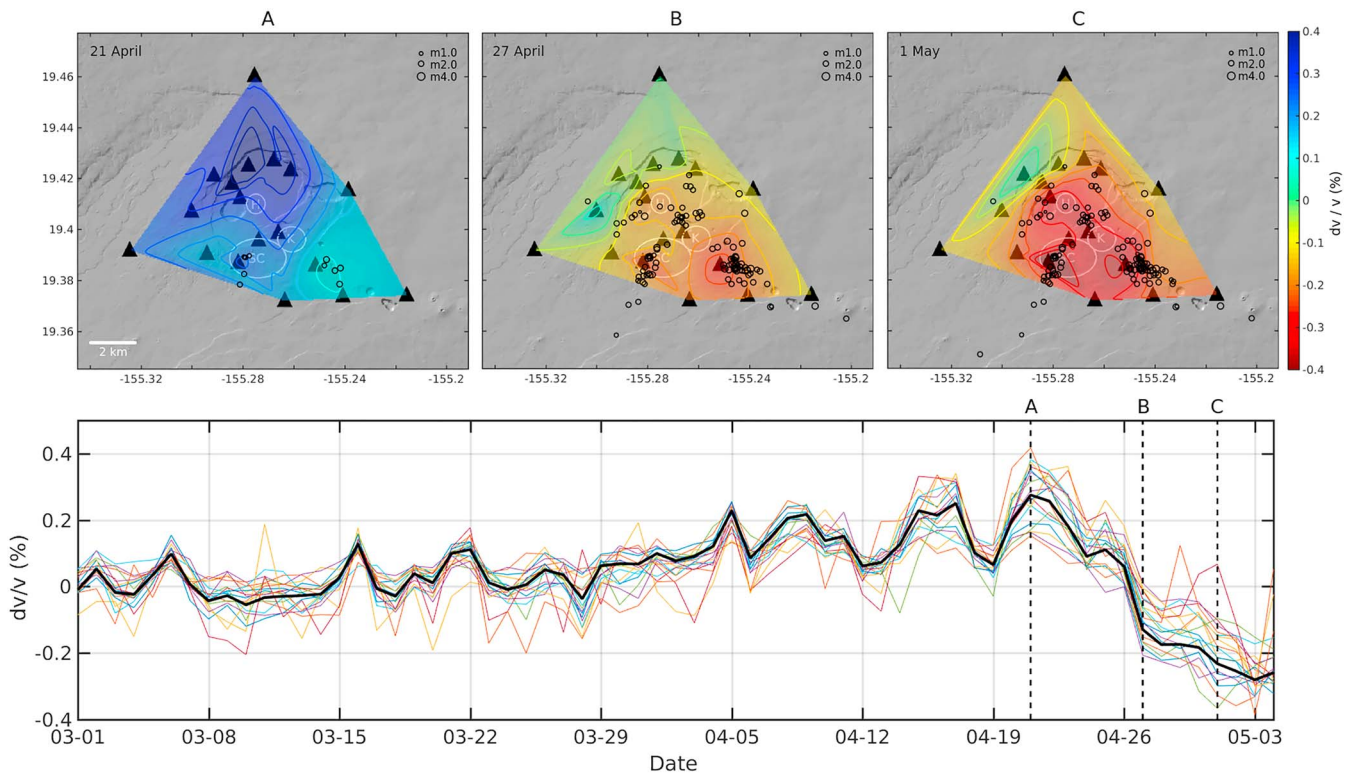 A B C
21 April
m1.0
m2.0
m4.0
27 April
m1.0
m2.0
m4.0
1 May
m1.0
m2.0
m4.0
0.4
0.3
0.2
0.1
0
-0.1
-0.2
-0.3
-0.4
dv / v (%)
19.46
19.44
19.42
19.4
19.38
19.36
SC
K
C
K
2 km
-155.32 -155.28 -155.24 -155.2
-155.32 -155.28 -155.24 -155.2
-155.32 -155.28 -155.24 -155.2
A B C
0.4
0.2
0
-0.2
-0.4
dv/v (%)
03-01 03-08 03-15 03-22 03-29 04-05 04-12 04-19 04-26 05-03
Date